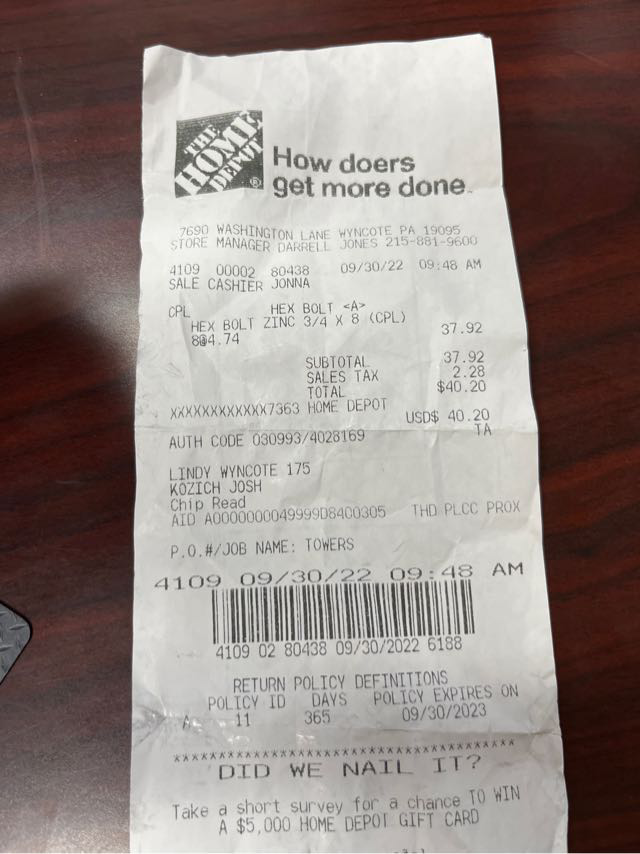 THE
HOME
DEPOT
®
How doers
get more done™
7690 WASHINGTON LANE WYNCOTE PA 19095
STORE MANAGER DARRELL JONES 215-881-9600
4109 00002 80438 09/30/22 09:48 AM
SALE CASHIER JONNA
CPL HEX BOLT <A>
HEX BOLT ZINC 3/4 X 8 (CPL)
8@4.74 37.92
SUBTOTAL 37.92
SALES TAX 2.28
TOTAL $40.20
XXXXXXXXXXXX7363 HOME DEPOT
USD$ 40.20
AUTH CODE 030993/4028169 TA
LINDY WYNCOTE 175
KOZICH JOSH
Chip Read
AID A0000000049999D8400305 THD PLCC PROX
P.O.#/JOB NAME: TOWERS
4109 09/30/22 09:48 AM
4109 02 80438 09/30/2022 6188
RETURN POLICY DEFINITIONS
POLICY ID DAYS POLICY EXPIRES ON
A 11 365 09/30/2023
****************************************
DID WE NAIL IT?
Take a short survey for a chance TO WIN
A $5,000 HOME DEPOT GIFT CARD